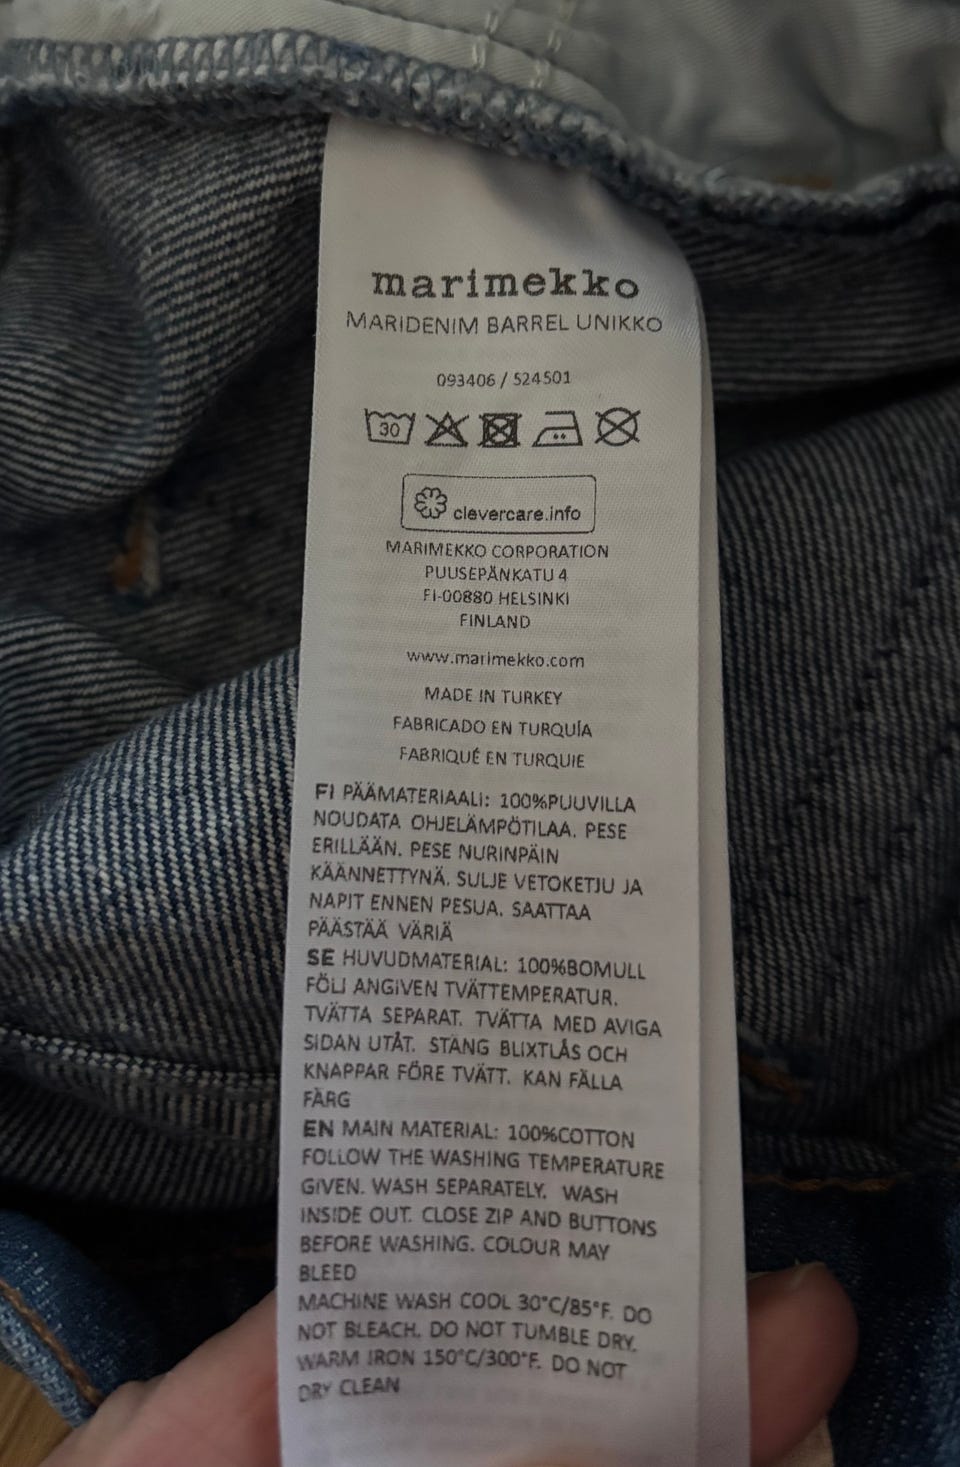 marimekko
MARIDENIM BARREL UNIKKO
093406 / 524501
30
clevercare.info
MARIMEKKO CORPORATION
PUUSEPÄNKATU 4
FI-00880 HELSINKI
FINLAND
www.marimekko.com
MADE IN TURKEY
FABRICADO EN TURQUÍA
FABRIQUÉ EN TURQUIE
FI PÄÄMATERIAALI: 100%PUUVILLA
NOUDATA OHJELÄMPÖTILAA. PESE
ERILLÄÄN. PESE NURINPÄIN
KÄÄNNETTYNÄ. SULJE VETOKETJU JA
NAPIT ENNEN PESUA. SAATTAA
PÄÄSTÄÄ VÄRIÄ
SE HUVUDMATERIAL: 100%BOMULL
FÖLJ ANGIVEN TVÄTTEMPERATUR.
TVÄTTA SEPARAT. TVÄTTA MED AVIGA
SIDAN UTÅT. STÄNG BLIXTLÅS OCH
KNAPPAR FÖRE TVÄTT. KAN FÄLLA
FÄRG
EN MAIN MATERIAL: 100%COTTON
FOLLOW THE WASHING TEMPERATURE
GIVEN. WASH SEPARATELY. WASH
INSIDE OUT. CLOSE ZIP AND BUTTONS
BEFORE WASHING. COLOUR MAY
BLEED
MACHINE WASH COOL 30°C/85°F. DO
NOT BLEACH. DO NOT TUMBLE DRY.
WARM IRON 150°C/300°F. DO NOT
DRY CLEAN